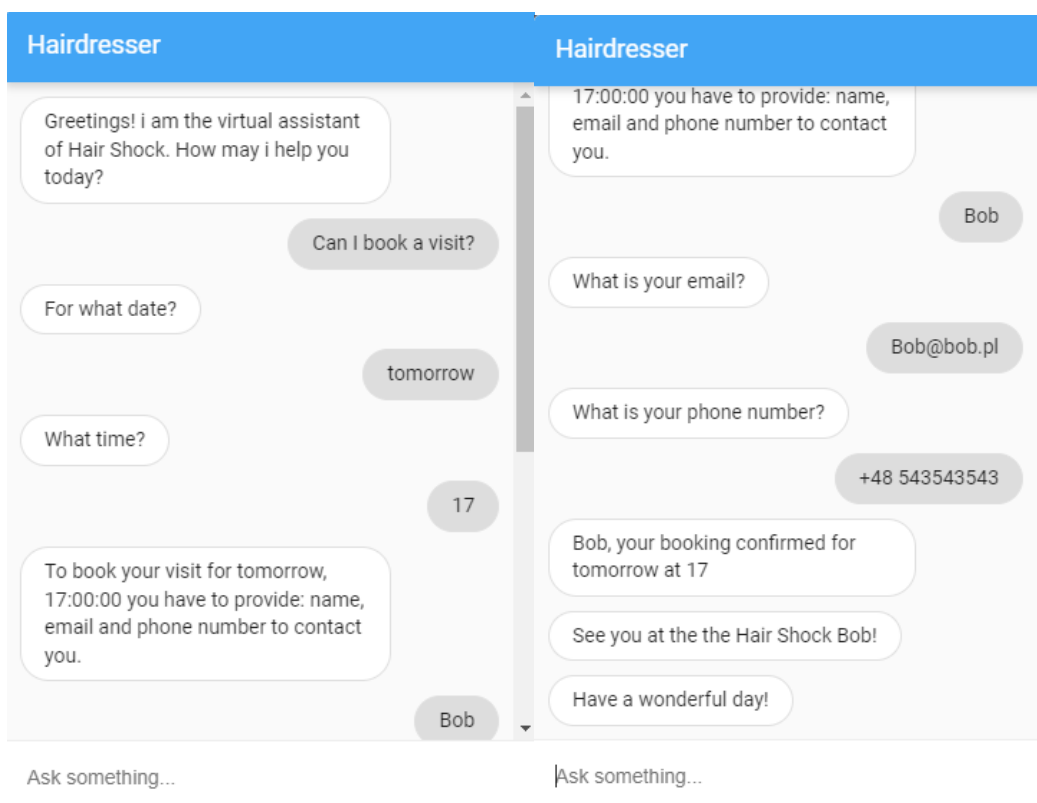 Hairdresser
Greetings! i am the virtual assistant
of Hair Shock. How may i help you
today?
Can I book a visit?
For what date?
tomorrow
What time?
17
To book your visit for tomorrow,
17:00:00 you have to provide: name,
email and phone number to contact
you.
Bob
Ask something...
Hairdresser
17:00:00 you have to provide: name,
email and phone number to contact
you.
Bob
What is your email?
Bob@bob.pl
What is your phone number?
+48 543543543
Bob, your booking confirmed for
tomorrow at 17
See you at the the Hair Shock Bob!
Have a wonderful day!
Ask something...